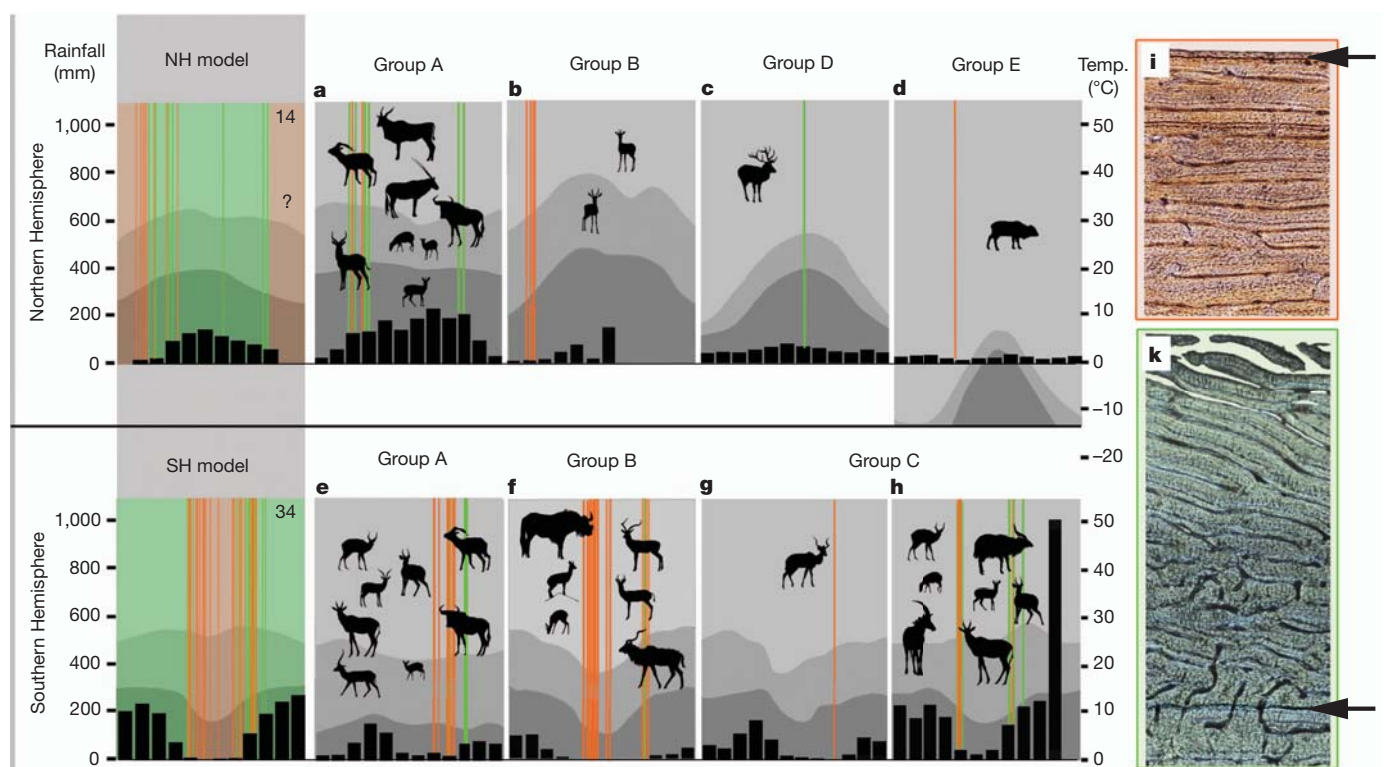 Rainfall
(mm)
NH model
Group A
Group B
Group D
Group E
Temp.
(°C)
a
b
c
d
i
14
?
1,000
800
600
400
200
0
50
40
30
20
10
0
–10
–20
Northern Hemisphere
k
SH model
Group A
Group B
Group C
e
f
g
h
34
1,000
800
600
400
200
0
50
40
30
20
10
0
Southern Hemisphere